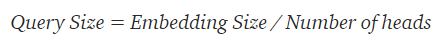 Query Size = Embedding Size / Number of heads